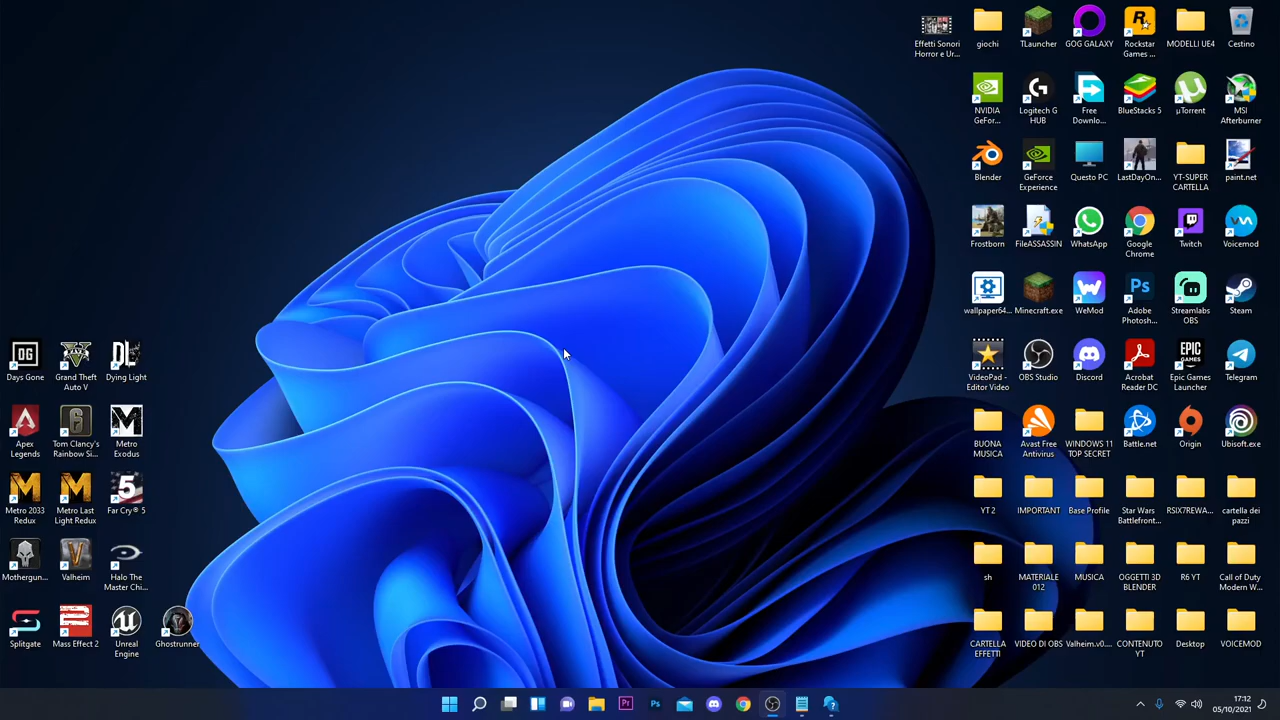 Effetti Sonori
Horror e Ur...
giochi
TLauncher
GOG GALAXY
Rockstar
Games ...
MODELLI UE4
Cestino
NVIDIA
GeFor...
Logitech G
HUB
Free
Downlo...
BlueStacks 5
µTorrent
MSI
Afterburner
Blender
GeForce
Experience
Questo PC
LastDayOn...
YT-SUPER
CARTELLA
paint.net
Frostborn
FileASSASSIN
WhatsApp
Google
Chrome
Twitch
Voicemod
wallpaper64...
Minecraft.exe
WeMod
Adobe
Photosh...
Streamlabs
OBS
Steam
VideoPad -
Editor Video
OBS Studio
Discord
Acrobat
Reader DC
Epic Games
Launcher
Telegram
BUONA
MUSICA
Avast Free
Antivirus
WINDOWS 11
TOP SECRET
Battle.net
Origin
Ubisoft.exe
YT 2
IMPORTANT
Base Profile
Star Wars
Battlefront...
RSIX7REWA...
cartella dei
pazzi
sh
MATERIALE
012
MUSICA
OGGETTI 3D
BLENDER
R6 YT
Call of Duty
Modern W...
CARTELLA
EFFETTI
VIDEO DI OBS
Valheim.v0....
CONTENUTO
YT
Desktop
VOICEMOD
Days Gone
Grand Theft
Auto V
Dying Light
Apex
Legends
Tom Clancy's
Rainbow Si...
Metro
Exodus
Metro 2033
Redux
Metro Last
Light Redux
Far Cry® 5
Mothergun...
Valheim
Halo The
Master Chi...
Splitgate
Mass Effect 2
Unreal
Engine
Ghostrunner
17:12
05/10/2021